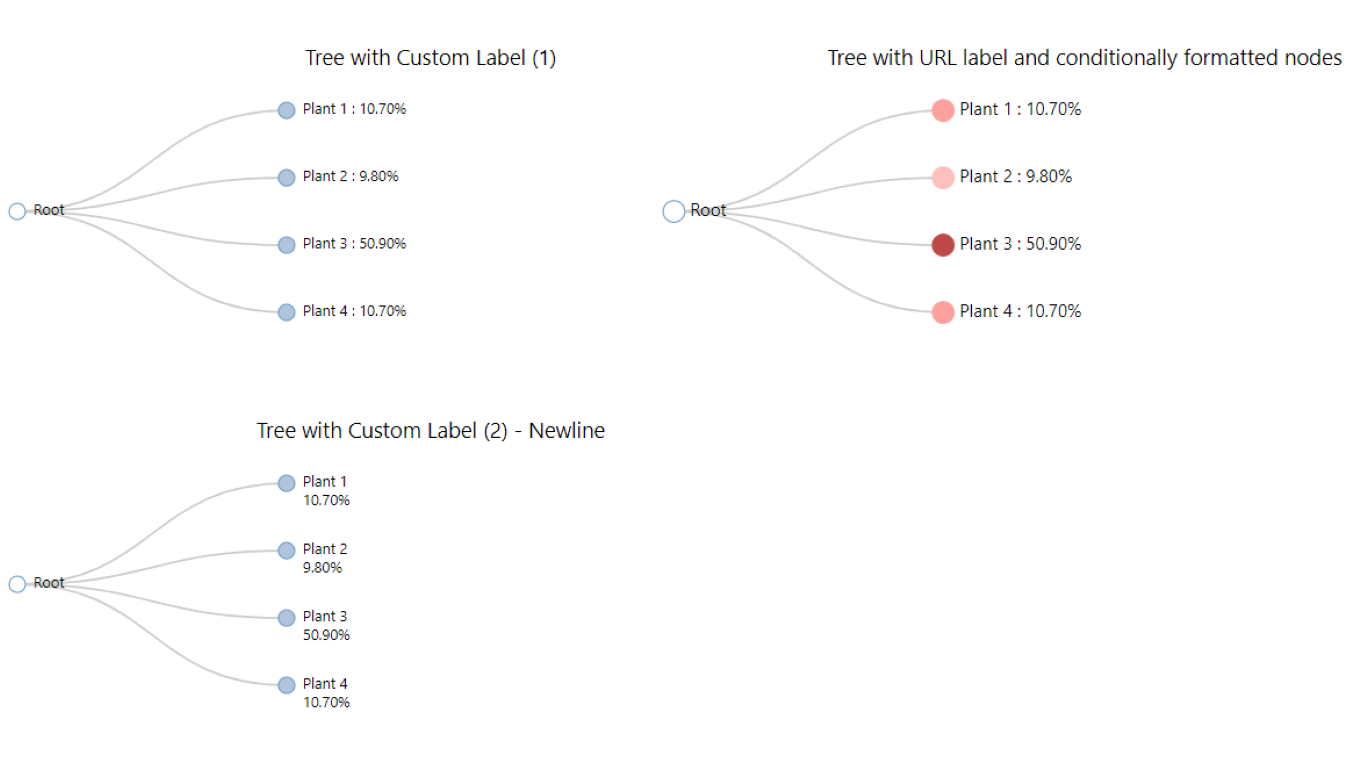 Tree with Custom Label (1)
Plant 1 : 10.70%
Plant 2 : 9.80%
Root
Plant 3 : 50.90%
Plant 4 : 10.70%
Tree with URL label and conditionally formatted nodes
Plant 1 : 10.70%
Plant 2 : 9.80%
Root
Plant 3 : 50.90%
Plant 4 : 10.70%
Tree with Custom Label (2) - Newline
Plant 1
10.70%
Plant 2
9.80%
Root
Plant 3
50.90%
Plant 4
10.70%